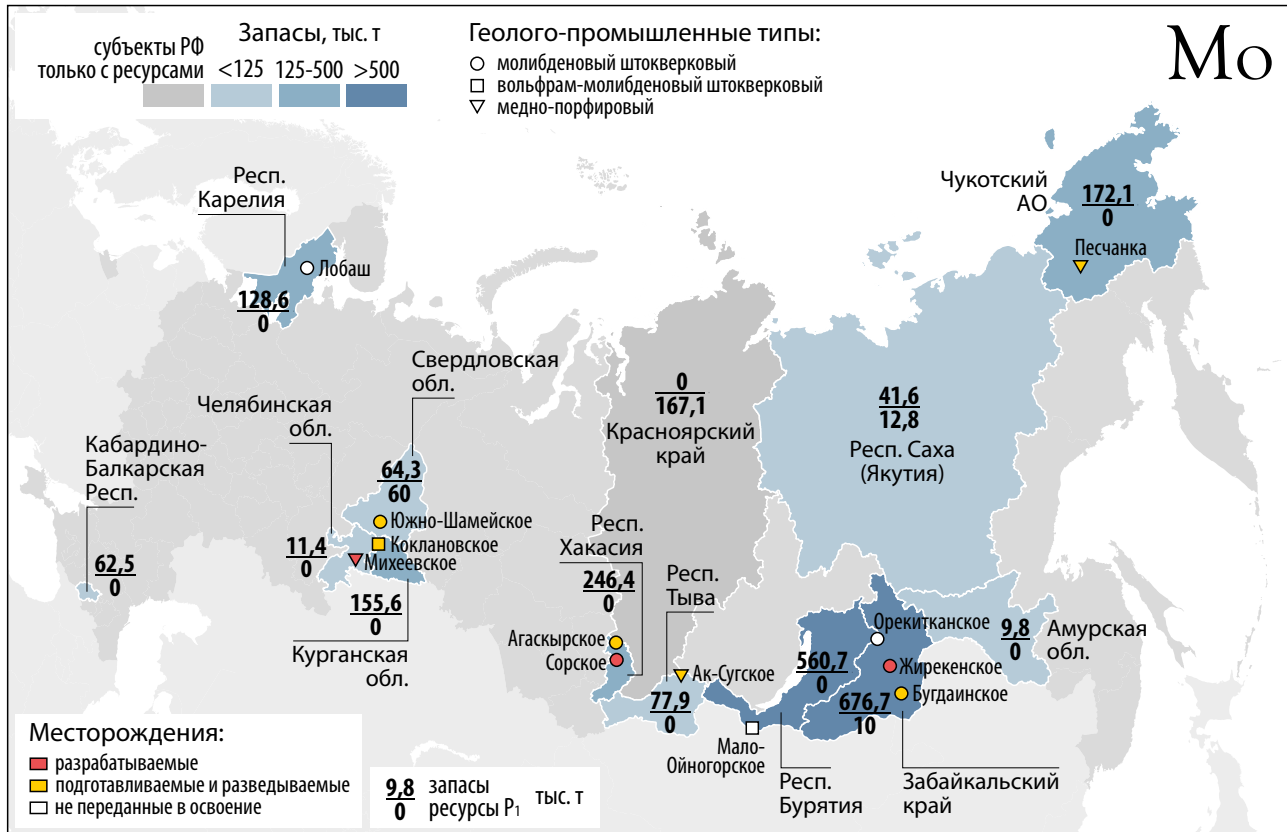 субъекты РФ
только с ресурсами
Запасы, тыс. т
<125
125-500
>500
Геолого-промышленные типы:
молибденовый штокверковый
вольфрам-молибденовый штокверковый
медно-порфировый
Mo
Респ.
Карелия
Лобаш
128,6
0
Чукотский
АО
172,1
0
Песчанка
Свердловская
обл.
Челябинская
обл.
Кабардино-
Балкарская
Респ.
62,5
0
64,3
60
Южно-Шамейское
Коклановское
Михеевское
11,4
0
155,6
0
Курганская
обл.
0
167,1
Красноярский
край
41,6
12,8
Респ. Саха
(Якутия)
Респ.
Хакасия
246,4
0
Респ.
Тыва
Агаскырское
Сорское
Ак-Сугское
77,9
0
Орекитканское
560,7
0
Жирекенское
Бугдаинское
676,7
10
9,8
0
Амурская
обл.
Мало-
Ойногорское
Респ.
Бурятия
Забайкальский
край
Месторождения:
разрабатываемые
подготавливаемые и разведываемые
не переданные в освоение
9,8
0
запасы
ресурсы P1
тыс. т